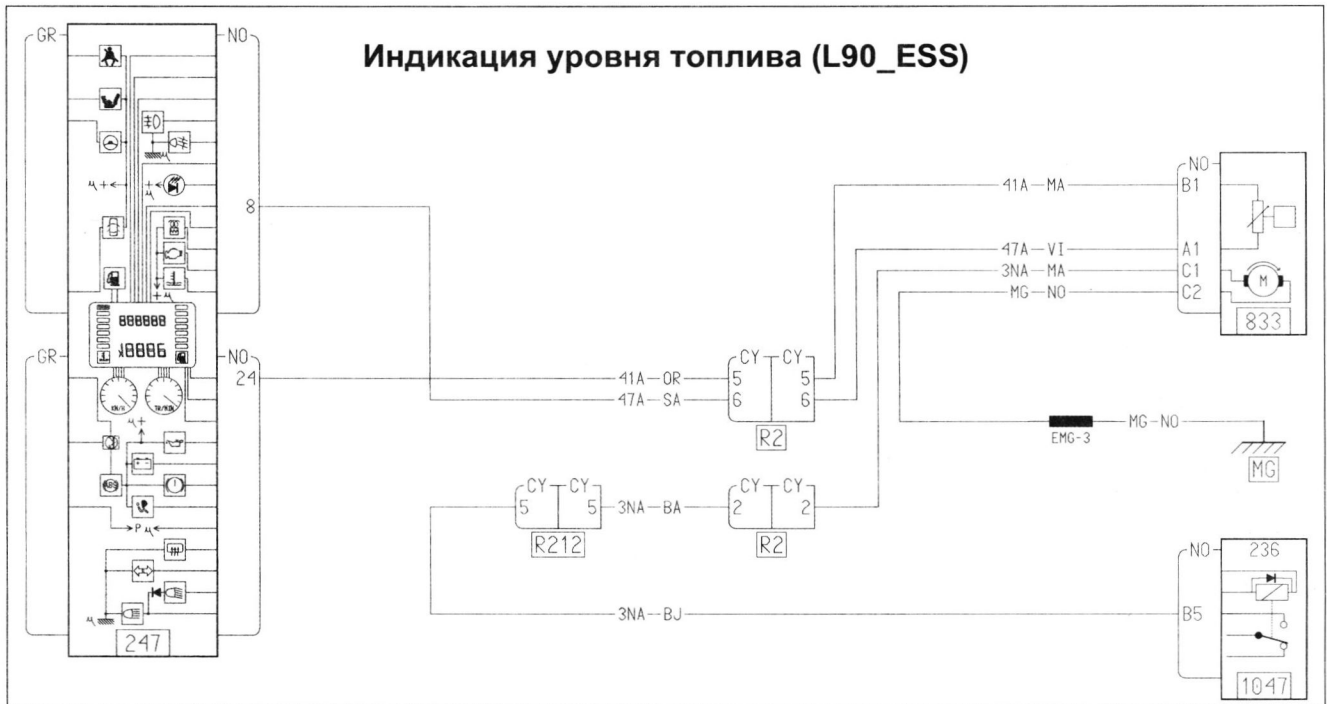 Индикация уровня топлива (L90_ESS)
GR
NO
8
GR
NO
24
888888
KM/H
P
ABS
247
41A OR
47A SA
CY CY
5 5
6 6
R2
41A MA
47A VI
3NA MA
MG NO
NO
B1
A1
C1
C2
M
833
EMG-3
MG NO
MG
CY CY
5 5
R212
3NA BA
CY CY
2 2
R2
3NA BJ
NO
236
B5
1047